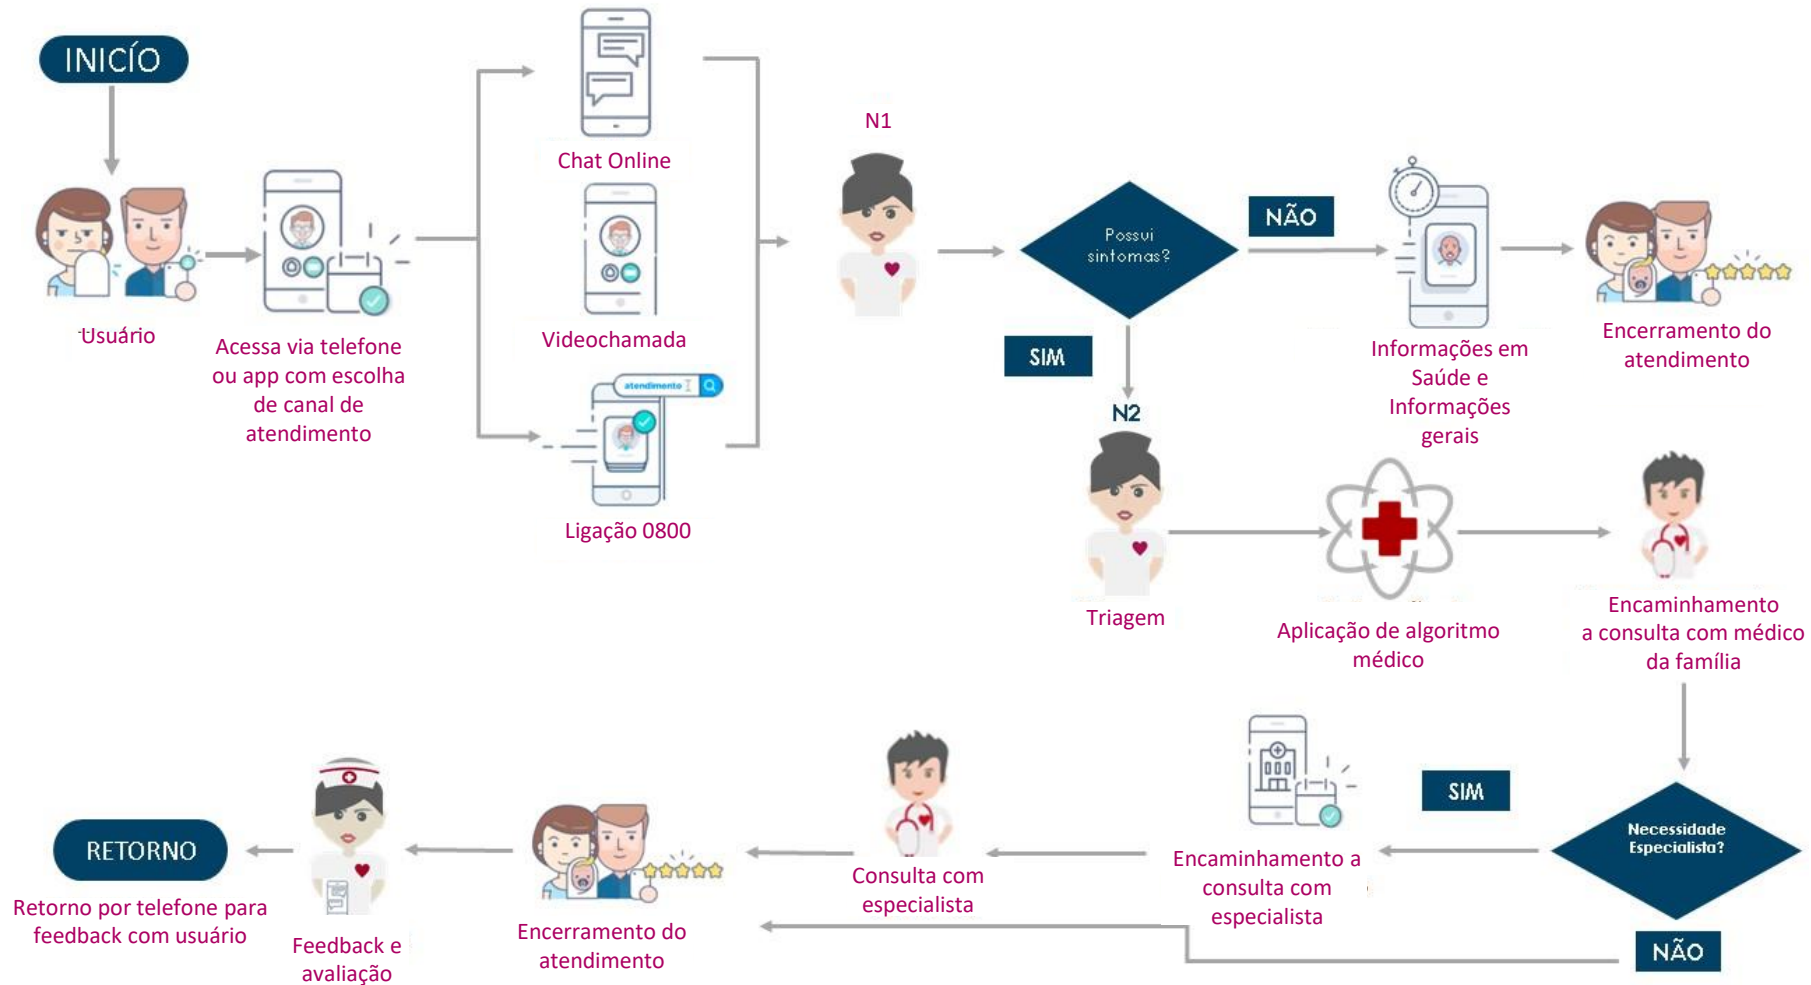 INICÍO
Usuário
Acessa via telefone
ou app com escolha
de canal de
atendimento
Chat Online
Videochamada
atendimento
Ligação 0800
N1
Possui
sintomas?
NÃO
Informações em
Saúde e
Informações
gerais
Encerramento do
atendimento
SIM
N2
Triagem
Aplicação de algoritmo
médico
Encaminhamento
a consulta com médico
da família
Necessidade
Especialista?
SIM
Encaminhamento a
consulta com
especialista
Consulta com
especialista
NÃO
Encerramento do
atendimento
Feedback e
avaliação
RETORNO
Retorno por telefone para
feedback com usuário